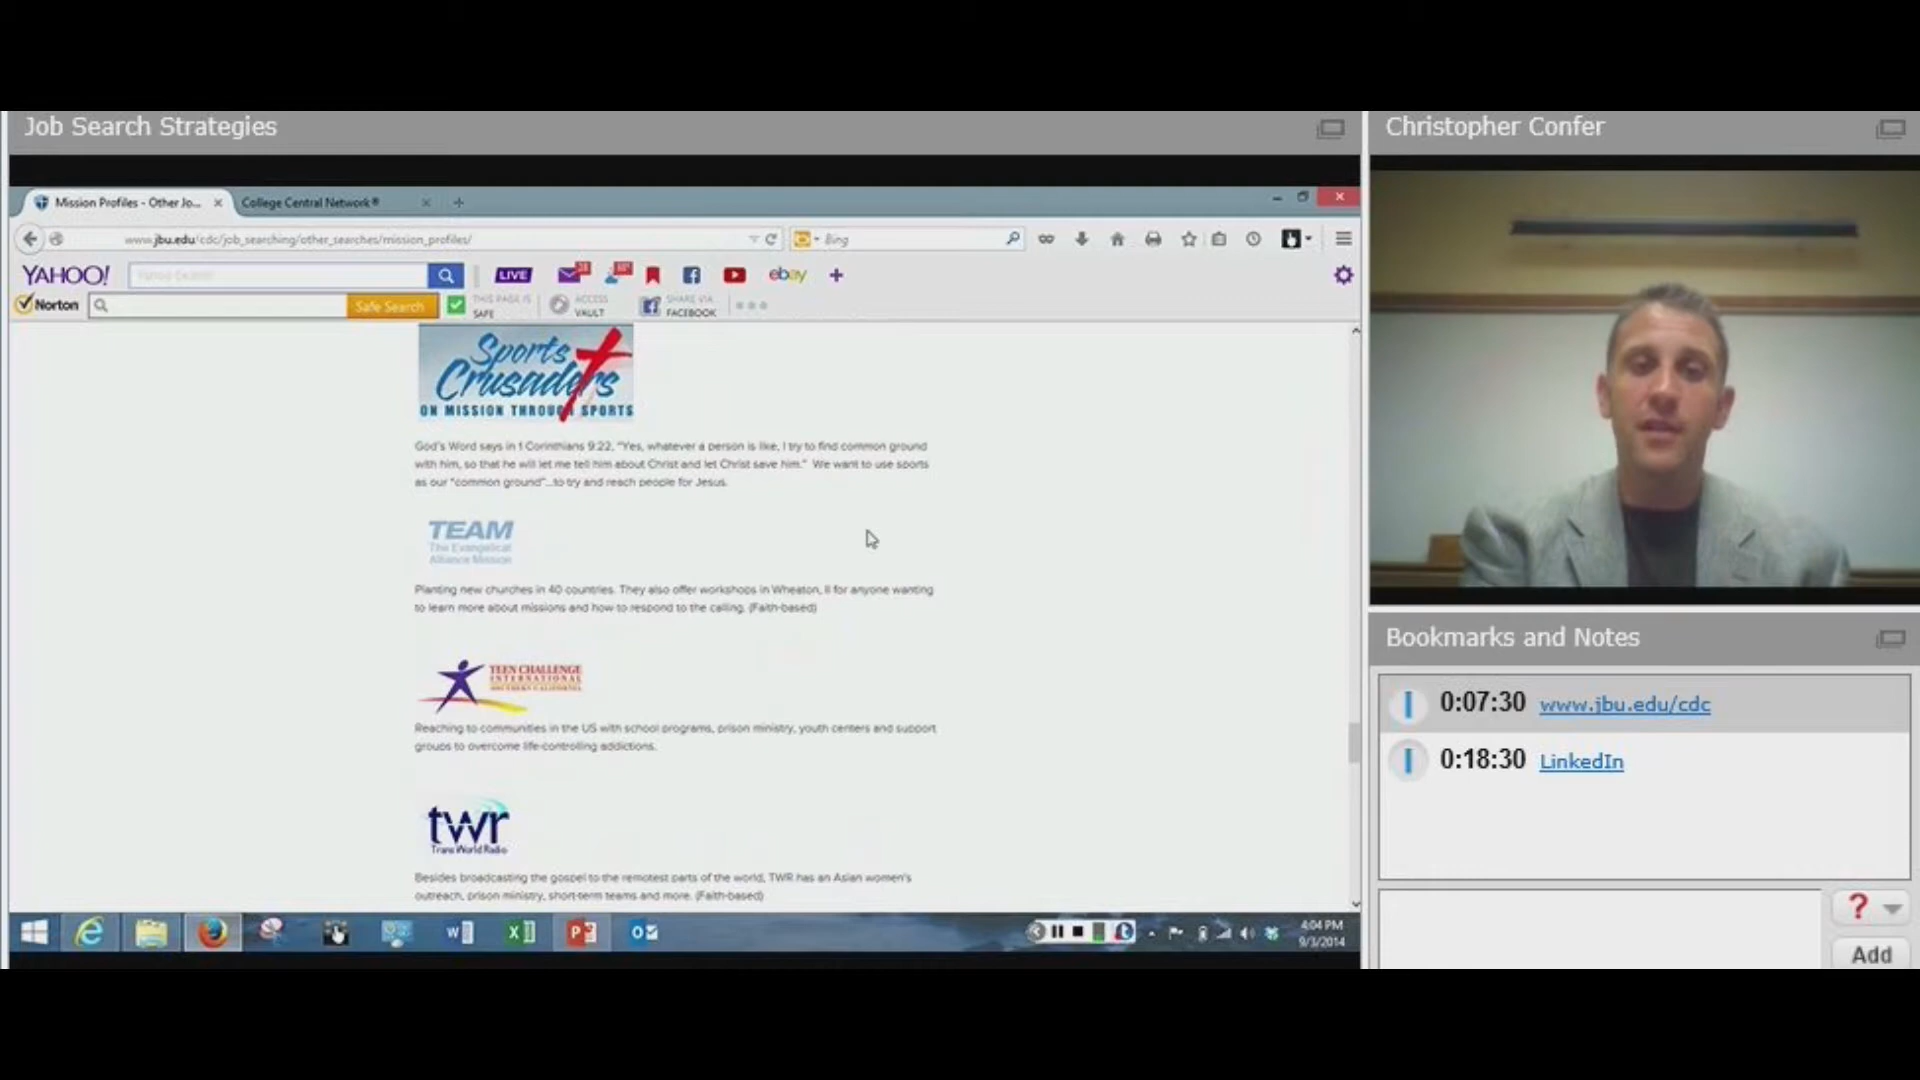 Job Search Strategies
Mission Profiles - Other Jo...
College Central Network®
www.jbu.edu/cdc/job_searching/other_searches/mission_profiles/
Bing
YAHOO!
LIVE
ebay
Norton
Safe Search
THIS PAGE IS
SAFE
ACCESS
VAULT
SHARE VIA
FACEBOOK
Sports
Crusaders
ON MISSION THROUGH SPORTS
God's Word says in 1 Corinthians 9:22, "Yes, whatever a person is like, I try to find common ground
with him, so that he will let me tell him about Christ and let Christ save him." We want to use sports
as our "common ground"...to try and reach people for Jesus.
TEAM
The Evangelical
Alliance Mission
Planting new churches in 40 countries. They also offer workshops in Wheaton, Il for anyone wanting
to learn more about missions and how to respond to the calling. (Faith-based)
TEEN CHALLENGE
INTERNATIONAL
SOUTHERN CALIFORNIA
Reaching to communities in the US with school programs, prison ministry, youth centers and support
groups to overcome life-controlling addictions.
twr
Trans World Radio
Besides broadcasting the gospel to the remotest parts of the world, TWR has an Asian women's
outreach, prison ministry, short-term teams and more. (Faith-based)
4:04 PM
9/3/2014
Christopher Confer
Bookmarks and Notes
0:07:30 www.jbu.edu/cdc
0:18:30 LinkedIn
?
Add